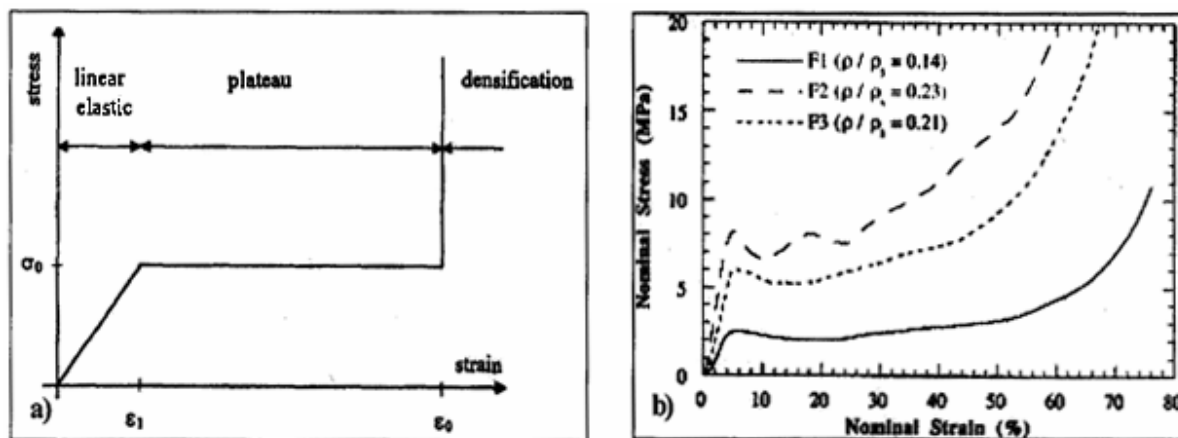 stress
linear
elastic
plateau
densification
σ₀
strain
a)
ε₁
ε₀
20
15
10
5
0
Nominal Stress (MPa)
F1 (ρ / ρₛ = 0.14)
F2 (ρ / ρₛ = 0.23)
F3 (ρ / ρₛ = 0.21)
b)
0 10 20 30 40 50 60 70 80
Nominal Strain (%)